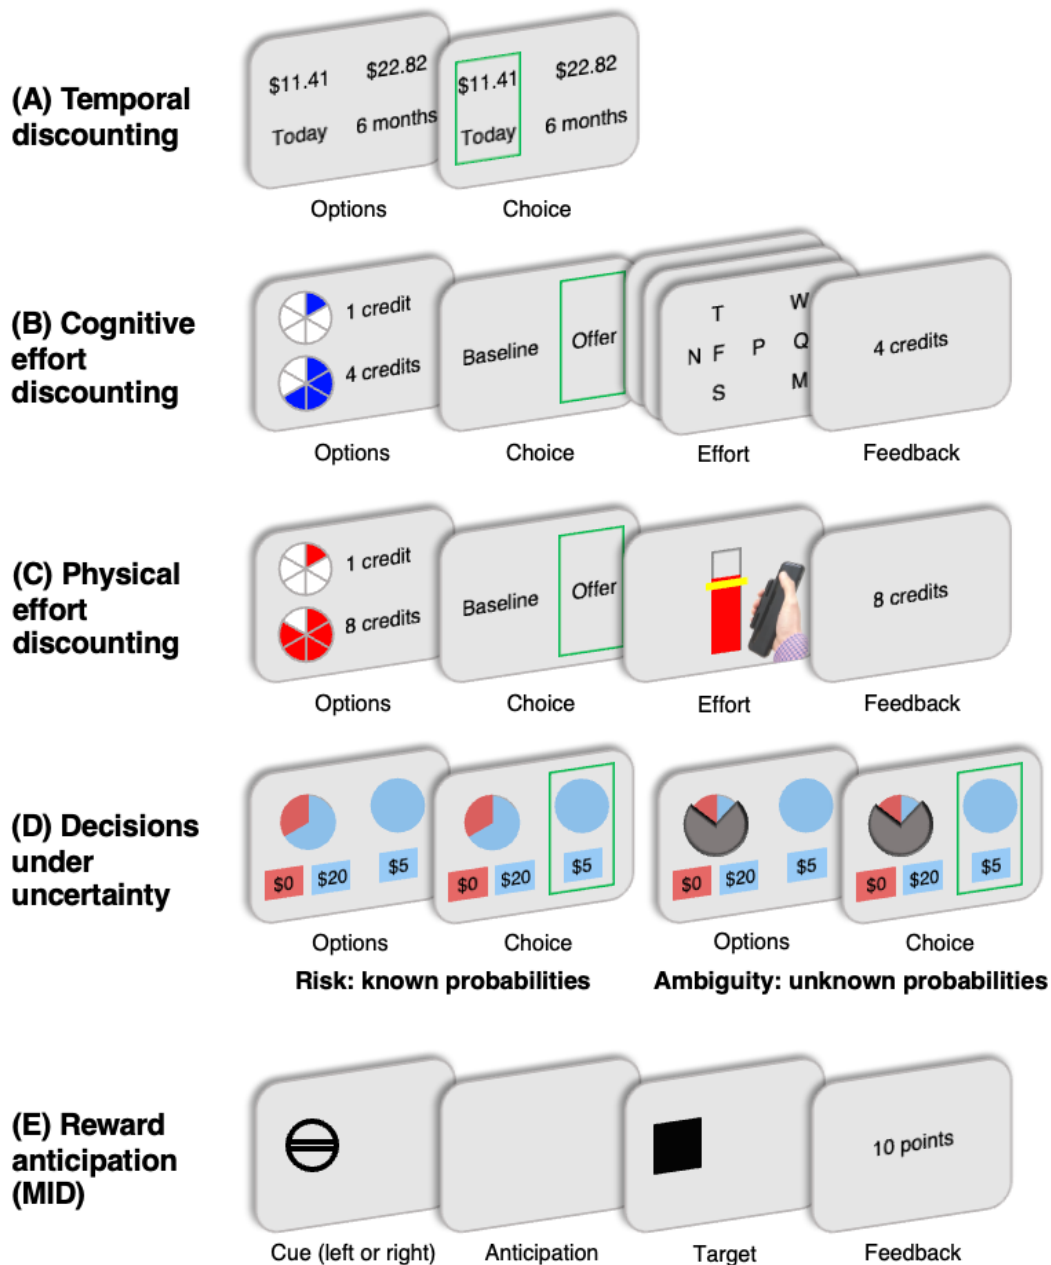 (A) Temporal
discounting
$11.41 $22.82
Today 6 months
Options
$11.41 $22.82
Today 6 months
Choice
(B) Cognitive
effort
discounting
1 credit
4 credits
Options
Baseline Offer
Choice
T W
N F P Q
S M
Effort
4 credits
Feedback
(C) Physical
effort
discounting
1 credit
8 credits
Options
Baseline Offer
Choice
Effort
8 credits
Feedback
(D) Decisions
under
uncertainty
$0 $20 $5
Options
$0 $20 $5
Choice
Risk: known probabilities
$0 $20 $5
Options
$0 $20 $5
Choice
Ambiguity: unknown probabilities
(E) Reward
anticipation
(MID)
Cue (left or right)
Anticipation
Target
10 points
Feedback